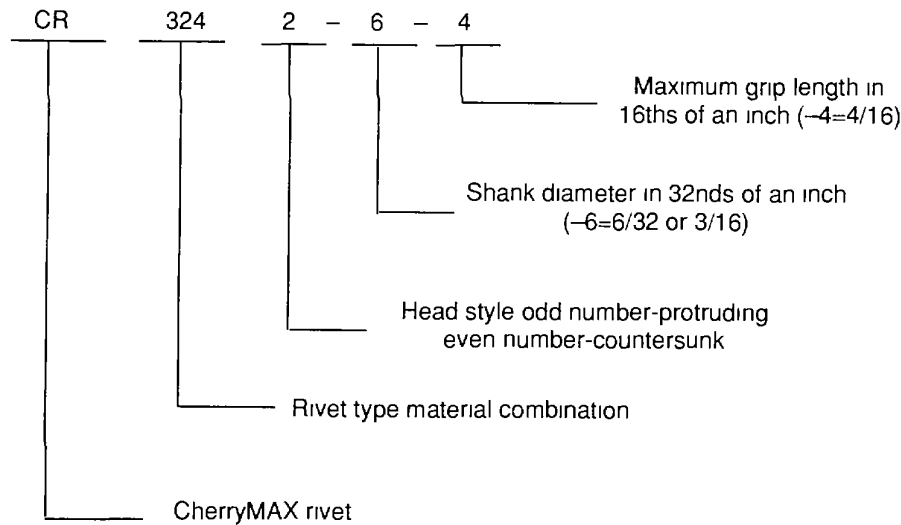 CR 324 2 – 6 – 4
Maximum grip length in
16ths of an inch (–4=4/16)
Shank diameter in 32nds of an inch
(–6=6/32 or 3/16)
Head style odd number-protruding
even number-countersunk
Rivet type material combination
CherryMAX rivet